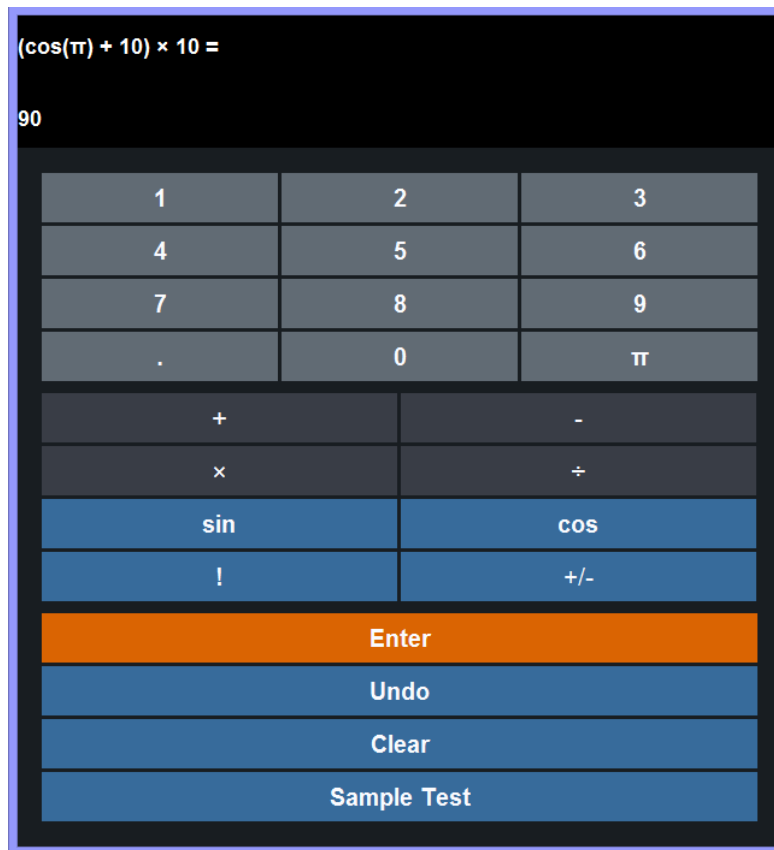 (cos(π) + 10) × 10 =
90
1 2 3
4 5 6
7 8 9
. 0 π
+ -
× ÷
sin cos
! +/-
Enter
Undo
Clear
Sample Test